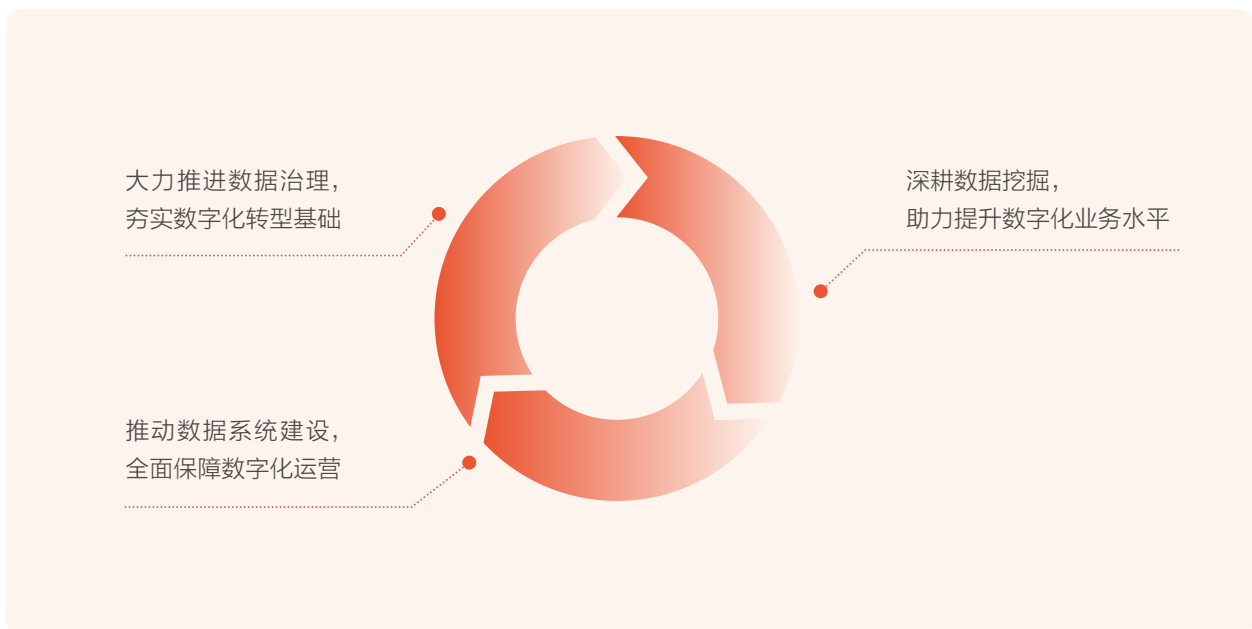 大力推进数据治理，
夯实数字化转型基础
深耕数据挖掘，
助力提升数字化业务水平
推动数据系统建设，
全面保障数字化运营